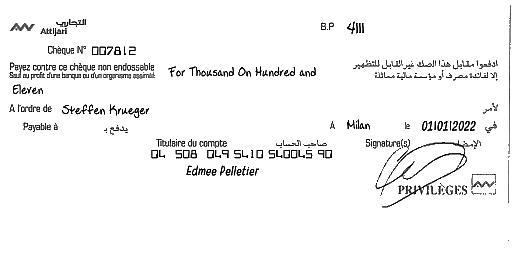 التجاري
Attijari
B.P 4111
Chèque N° 007812
Payez contre ce chèque non endossable
Sauf au profit d'une banque ou d'un organisme assimilé
For Thousand On Hundred and
ادفعوا مقابل هذا الصك غير القابل للتظهير
إلا لفائدة مصرف أو مؤسسة مالية مماثلة
Eleven
A l'ordre de Steffen Krueger
لأمر
Payable à يدفع بـ
A Milan le 01/01/2022 في
Titulaire du compte صاحب الحساب
Signature(s) الإمضاء
04 508 049 5410 540045 90
Edmee Pelletier
PRIVILÈGES